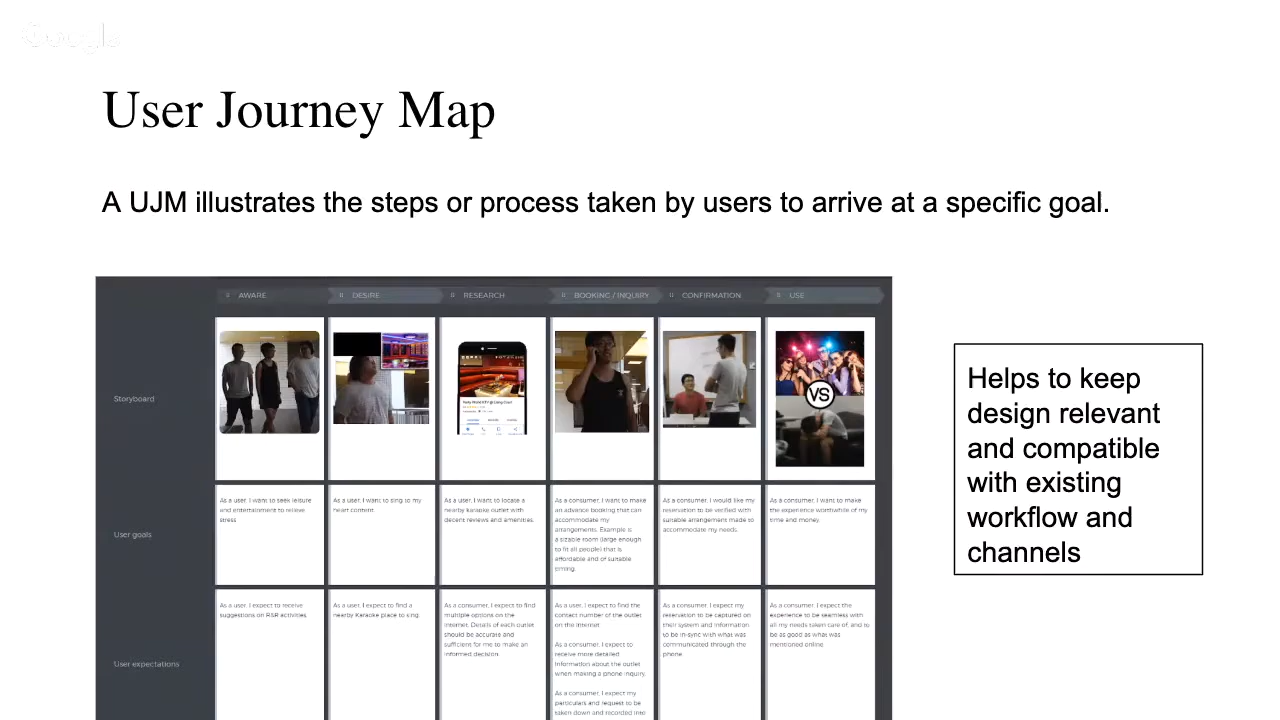 Google
User Journey Map
A UJM illustrates the steps or process taken by users to arrive at a specific goal.
AWARE
DESIRE
RESEARCH
BOOKING / INQUIRY
CONFIRMATION
USE
Storyboard
VS
User goals
As a user, I want to seek leisure
and entertainment to relieve
stress
As a user, I want to sing to my
heart content.
As a user, I want to locate a
nearby karaoke outlet with
decent reviews and amenities.
As a consumer, I want to make
an advance booking that can
accommodate my
arrangements. Example is
a sizable room (large enough
to fit all people) that is
affordable and of suitable
timing.
As a consumer, I would like my
reservation to be verified with
suitable arrangement made to
accommodate my needs.
As a consumer, I want to make
the experience worthwhile of my
time and money.
User expectations
As a user, I expect to receive
suggestions on R&R activities.
As a user, I expect to find a
nearby Karaoke place to sing.
As a consumer, I expect to find
multiple options on the
internet. Details of each outlet
should be accurate and
sufficient for me to make an
informed decision.
As a user, I expect to find the
contact number of the outlet
on the internet
As a consumer, I expect to
receive more detailed
information about the outlet
when making a phone inquiry.
As a consumer, I expect my
particulars and request to be
taken down and recorded into
As a consumer, I expect my
reservation to be captured on
their system and information
to be in-sync with what was
communicated through the
phone
As a consumer, I expect the
experience to be seamless with
all my needs taken care of, and to
be as good as what was
mentioned online
Helps to keep
design relevant
and compatible
with existing
workflow and
channels